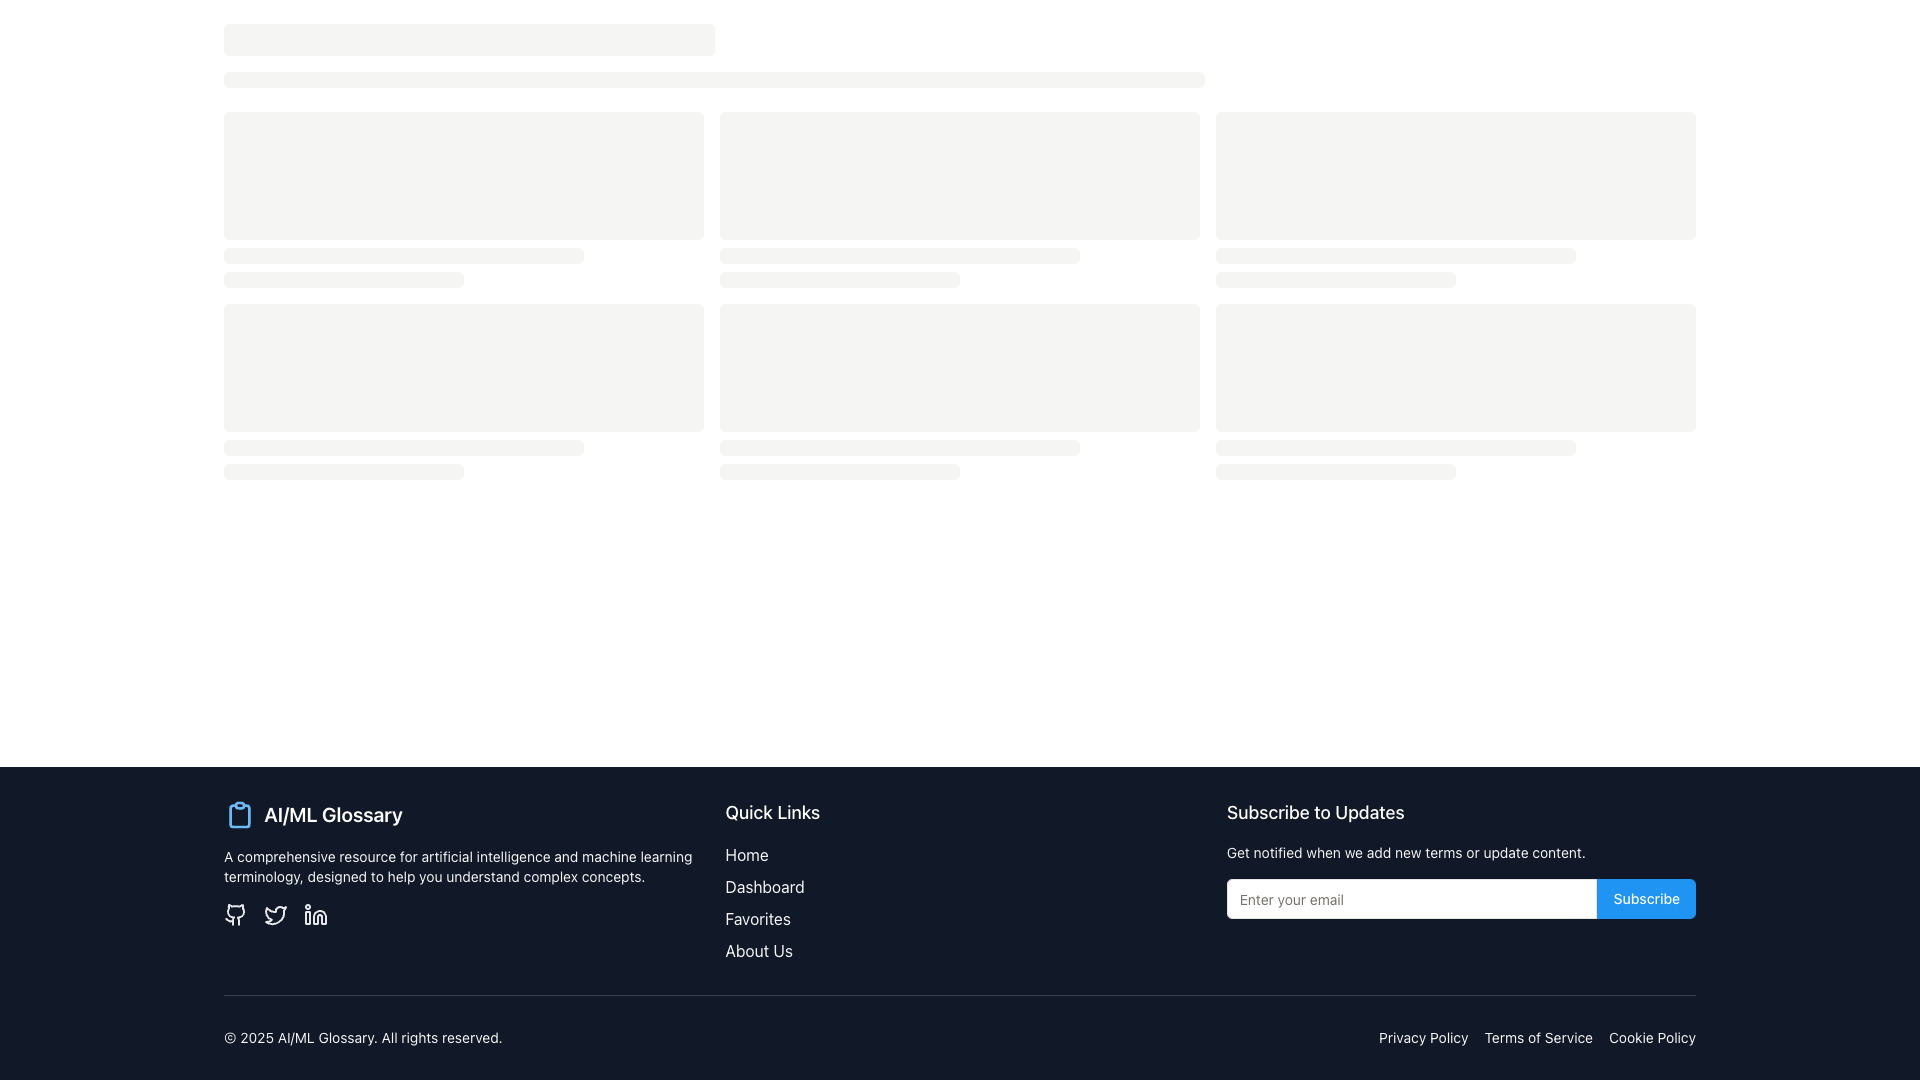 AI/ML Glossary
A comprehensive resource for artificial intelligence and machine learning
terminology, designed to help you understand complex concepts.
Quick Links
Home
Dashboard
Favorites
About Us
Subscribe to Updates
Get notified when we add new terms or update content.
Enter your email
Subscribe
© 2025 AI/ML Glossary. All rights reserved.
Privacy Policy
Terms of Service
Cookie Policy